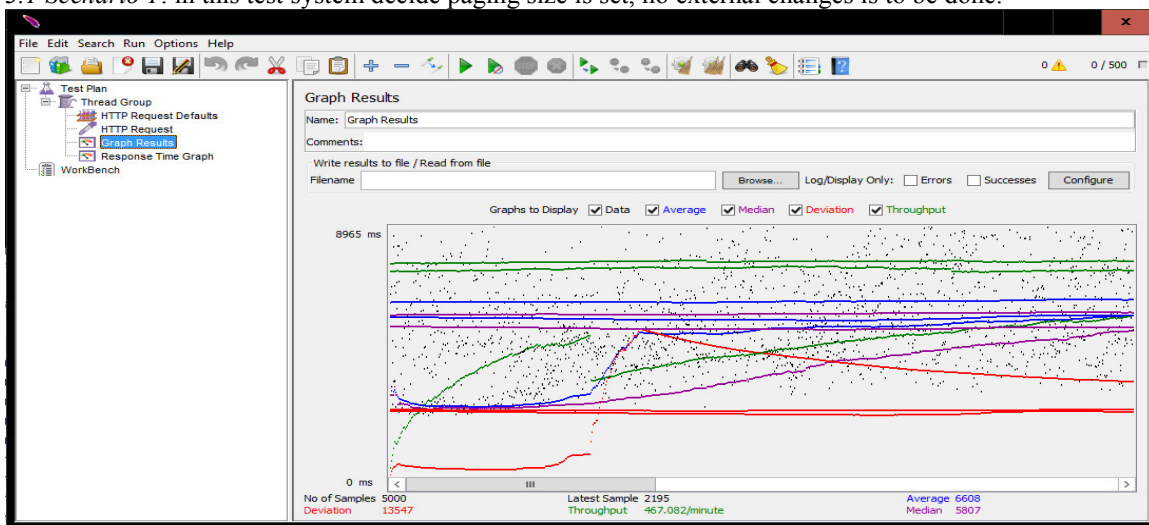 3.1 Scenario 1: in this test system decide paging size is set, no external changes is to be done.
File Edit Search Run Options Help
0 0 / 500
Test Plan
Thread Group
HTTP Request Defaults
HTTP Request
Graph Results
Response Time Graph
WorkBench
Graph Results
Name: Graph Results
Comments:
Write results to file / Read from file
Filename Browse... Log/Display Only: Errors Successes Configure
Graphs to Display Data Average Median Deviation Throughput
8965 ms
0 ms
No of Samples 5000 Latest Sample 2195 Average 6608
Deviation 13547 Throughput 467.082/minute Median 5807